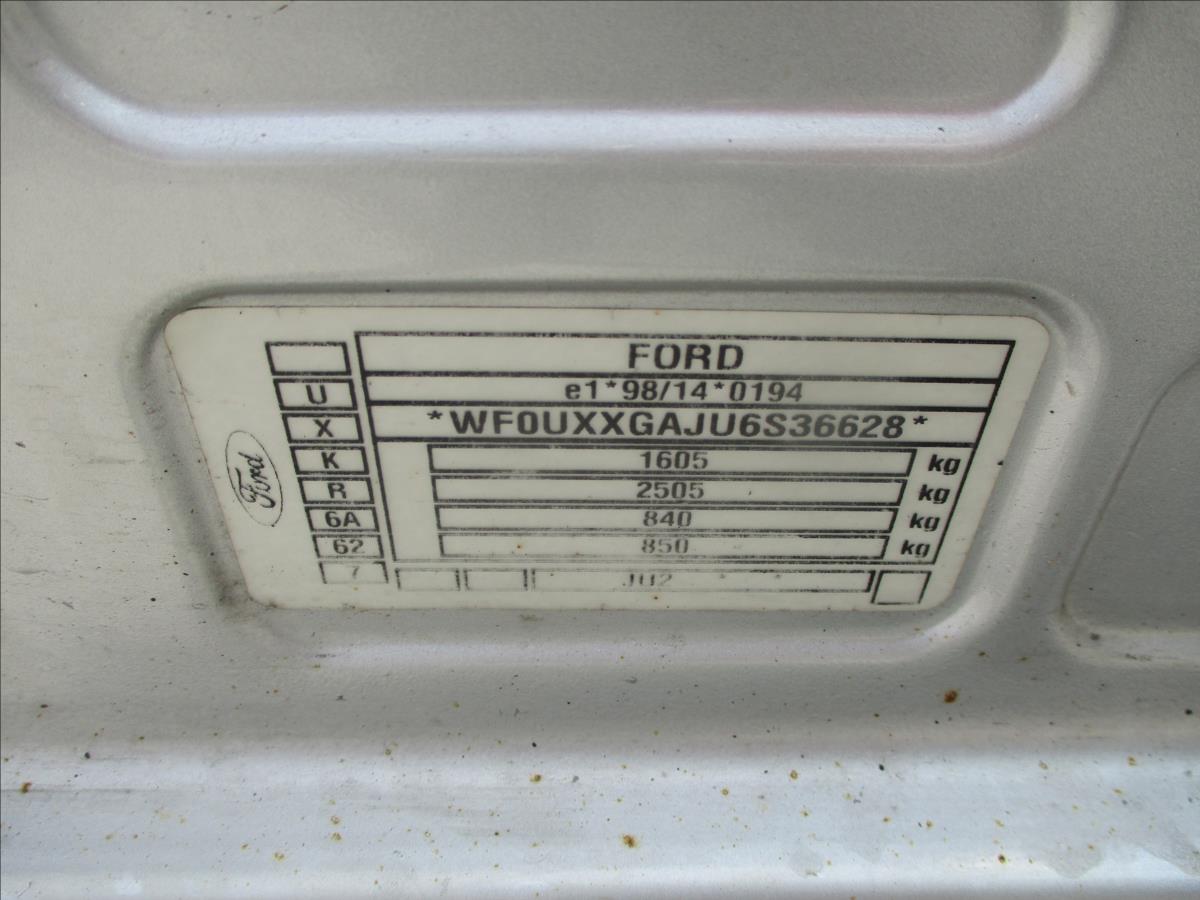 FORD
U e1*98/14*0194
X *WF0UXXGAJU6S36628*
Ford
K 1605 kg
R 2505 kg
6A 840 kg
62 850 kg
7 JU2 * *